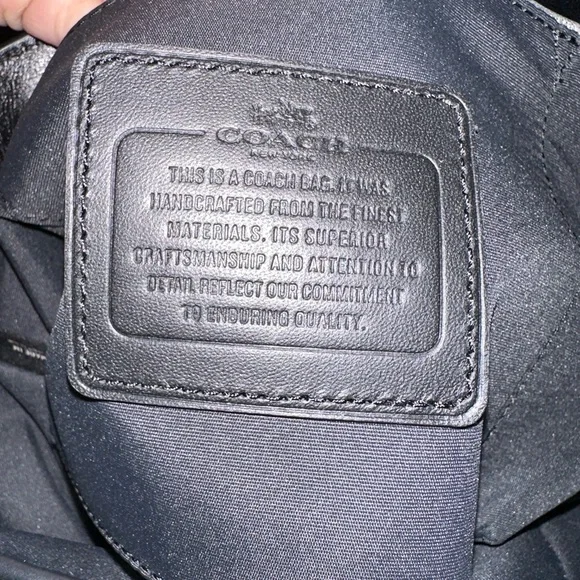 COACH
NEW YORK
THIS IS A COACH BAG. IT WAS
HANDCRAFTED FROM THE FINEST
MATERIALS. ITS SUPERIOR
CRAFTSMANSHIP AND ATTENTION TO
DETAIL REFLECT OUR COMMITMENT
TO ENDURING QUALITY.